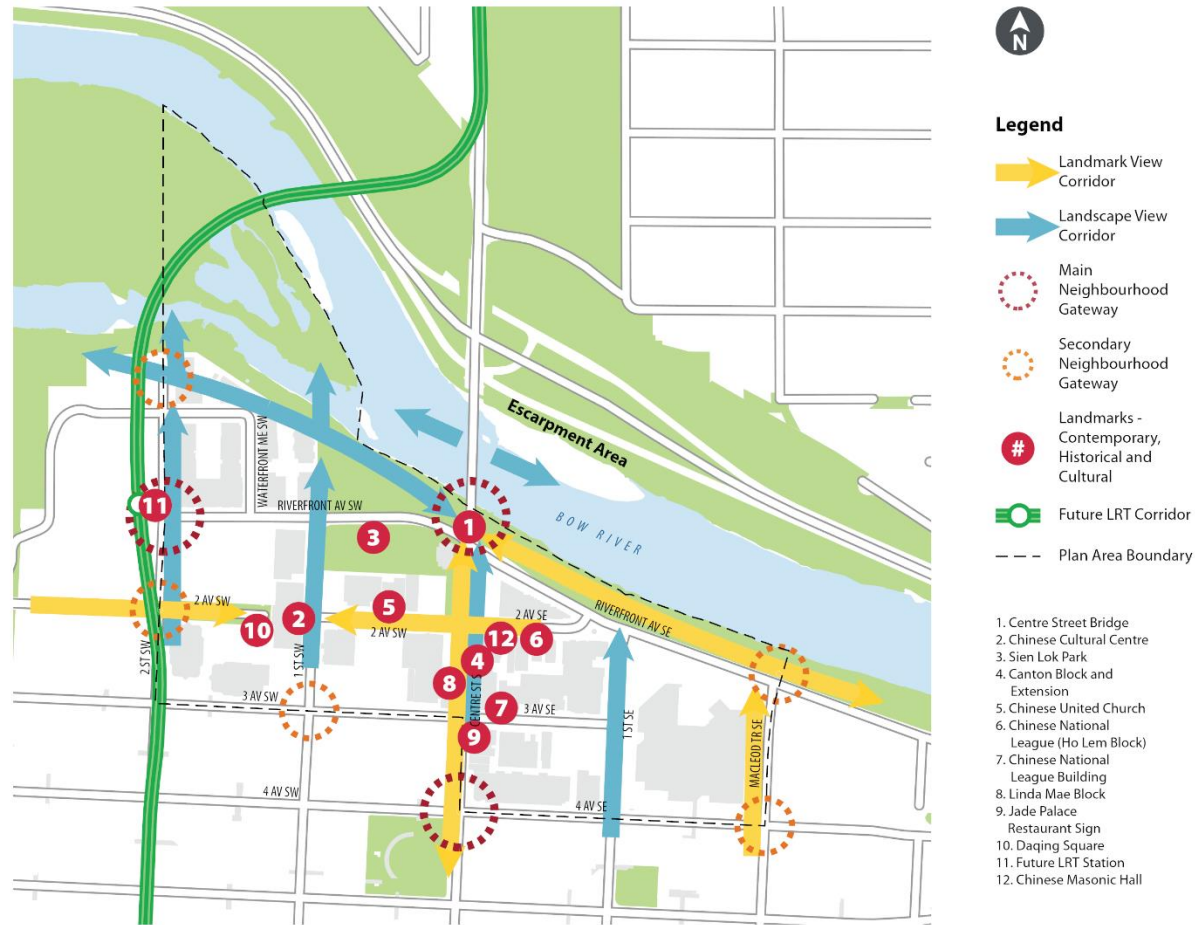 N
Legend
Landmark View
Corridor
Landscape View
Corridor
Main
Neighbourhood
Gateway
Secondary
Neighbourhood
Gateway
#
Landmarks -
Contemporary,
Historical and
Cultural
Future LRT Corridor
Plan Area Boundary
1. Centre Street Bridge
2. Chinese Cultural Centre
3. Sien Lok Park
4. Canton Block and
Extension
5. Chinese United Church
6. Chinese National
League (Ho Lem Block)
7. Chinese National
League Building
8. Linda Mae Block
9. Jade Palace
Restaurant Sign
10. Daqing Square
11. Future LRT Station
12. Chinese Masonic Hall
Escarpment Area
BOW RIVER
WATERFRONT ME SW
RIVERFRONT AV SW
11
1
3
RIVERFRONT AV SE
2 AV SW
10
2
5
2 AV SW
2 AV SE
12
6
4
8
7
9
2 ST SW
1 ST SW
CENTRE ST S
1 ST SE
MACLEOD TR SE
3 AV SW
3 AV SE
4 AV SW
4 AV SE